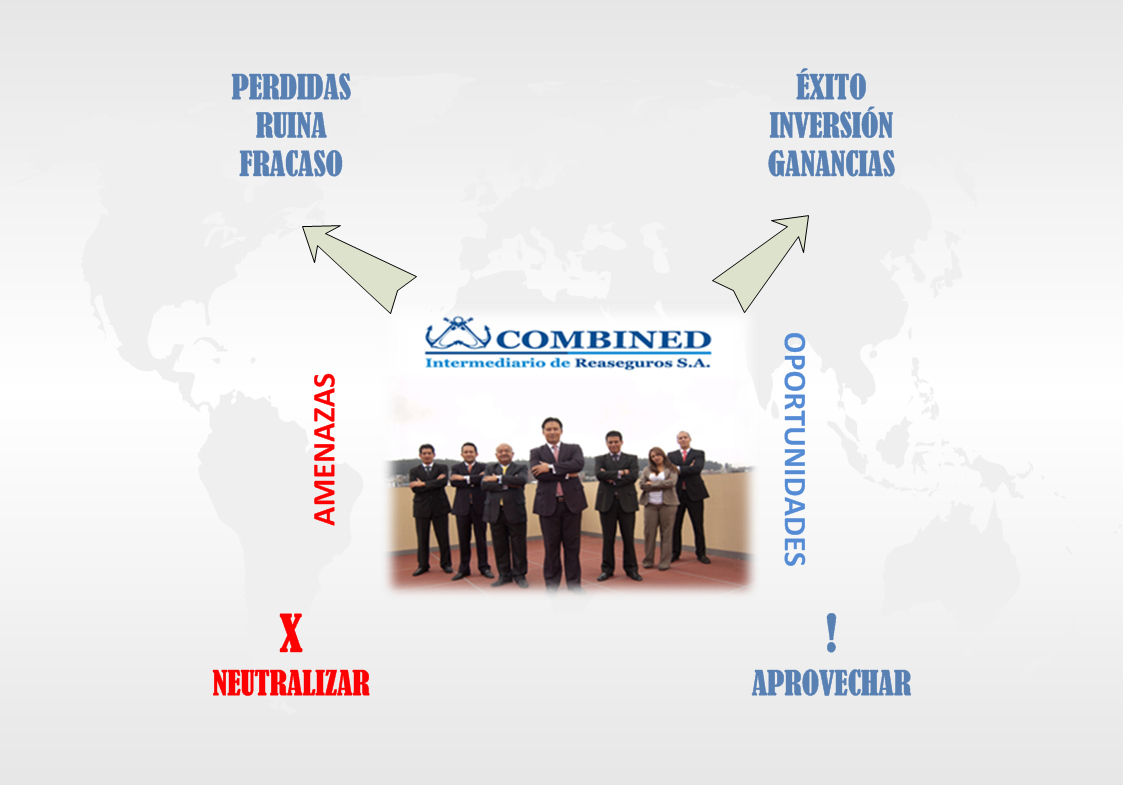 PERDIDAS
RUINA
FRACASO
ÉXITO
INVERSIÓN
GANANCIAS
COMBINED
Intermediario de Reaseguros S.A.
AMENAZAS
OPORTUNIDADES
X
NEUTRALIZAR
!
APROVECHAR